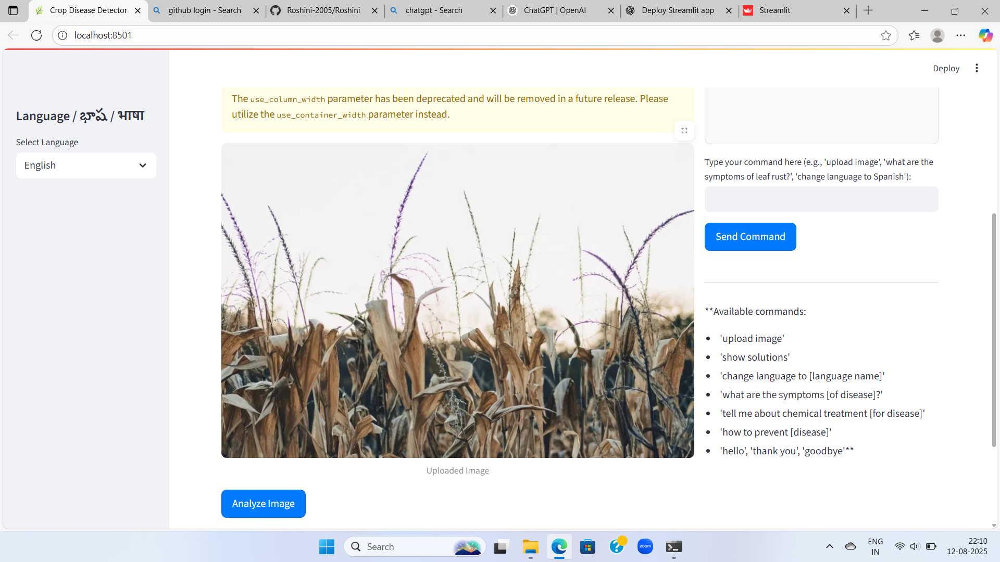 Crop Disease Detector
github login - Search
Roshini-2005/Roshini
chatgpt - Search
ChatGPT | OpenAI
Deploy Streamlit app
Streamlit
localhost:8501
Deploy
Language / భాష / भाषा
Select Language
English
The use_column_width parameter has been deprecated and will be removed in a future release. Please
utilize the use_container_width parameter instead.
Uploaded Image
Analyze Image
Type your command here (e.g., 'upload image', 'what are the
symptoms of leaf rust?', 'change language to Spanish'):
Send Command
**Available commands:
• 'upload image'
• 'show solutions'
• 'change language to [language name]'
• 'what are the symptoms [of disease]?'
• 'tell me about chemical treatment [for disease]'
• 'how to prevent [disease]'
• 'hello', 'thank you', 'goodbye'**
Search
zoom
ENG
IN
22:10
12-08-2025